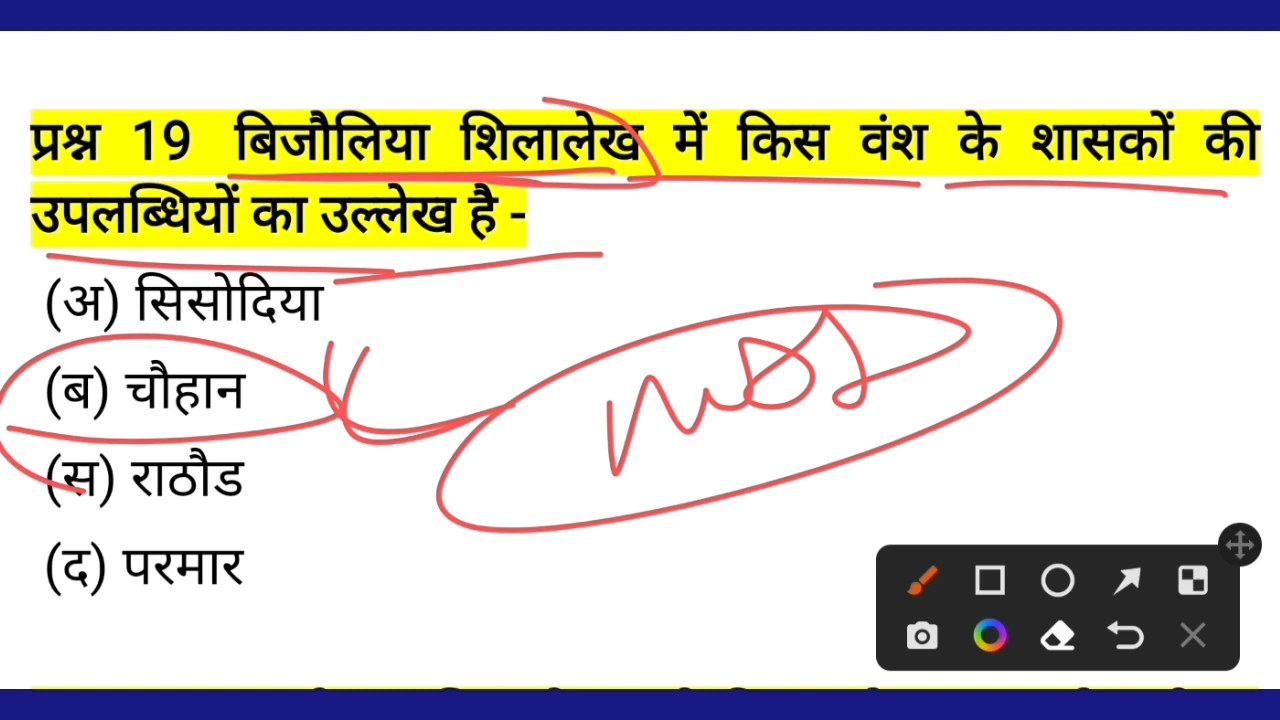 प्रश्न 19 बिजौलिया शिलालेख में किस वंश के शासकों की
उपलब्धियों का उल्लेख है -
(अ) सिसोदिया
(ब) चौहान
(स) राठौड
(द) परमार